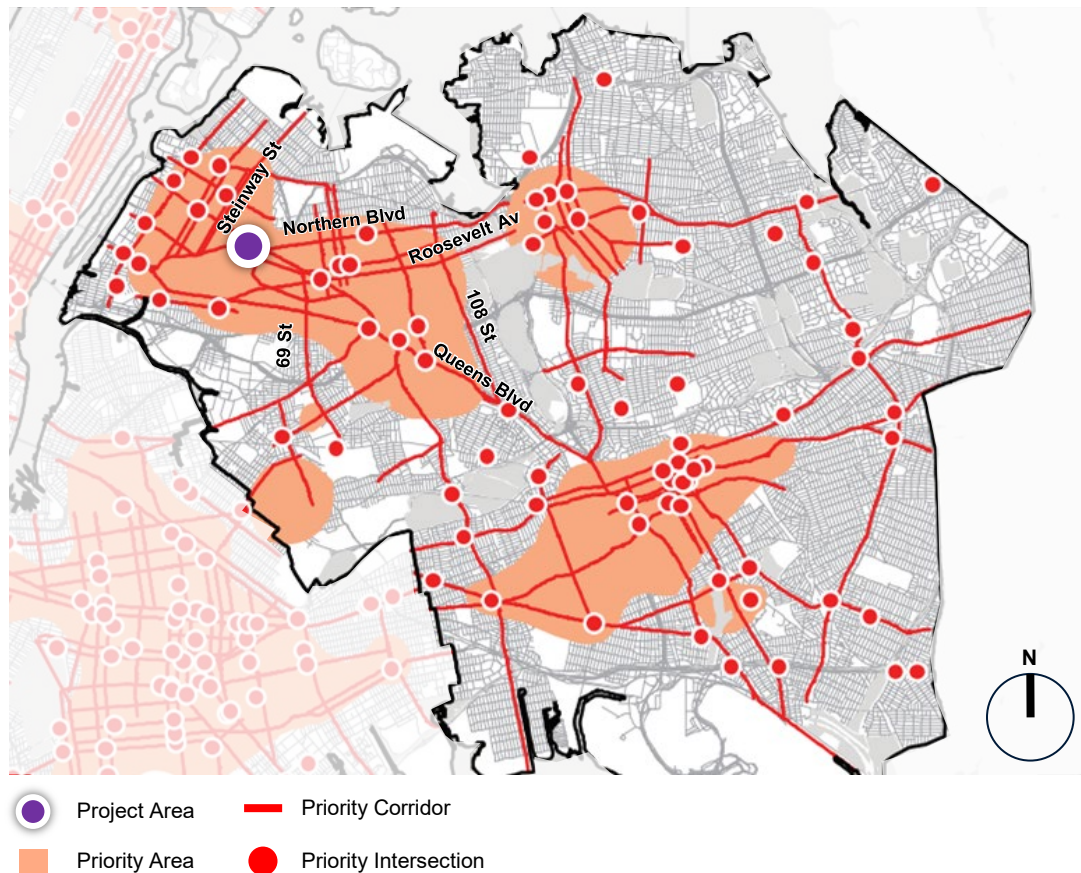 Steinway St
Northern Blvd
Roosevelt Av
108 St
69 St
Queens Blvd
N
Project Area
Priority Corridor
Priority Area
Priority Intersection